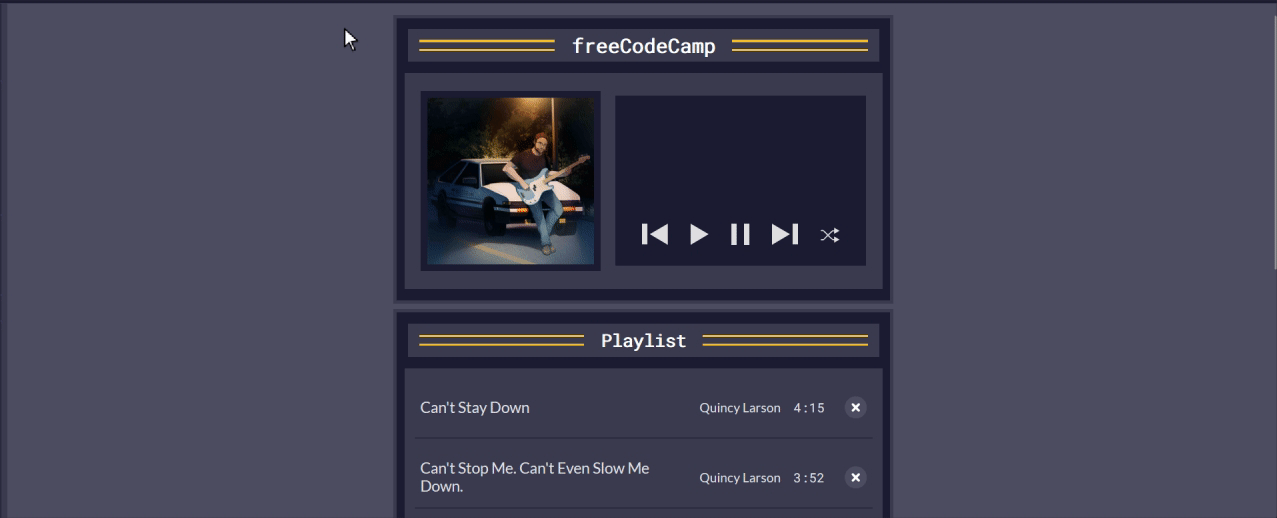 freeCodeCamp
Playlist
Can't Stay Down
Quincy Larson
4:15
Can't Stop Me. Can't Even Slow Me
Down.
Quincy Larson
3:52